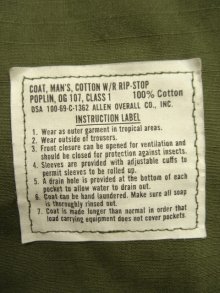 COAT, MAN'S, COTTON W/R RIP-STOP
POPLIN, OG 107, CLASS 1 100% Cotton
DSA 100-69-C-1362 ALLEN OVERALL CO., INC.
INSTRUCTION LABEL
1. Wear as outer garment in tropical areas.
2. Wear outside of trousers.
3. Front closure can be opened for ventilation and
should be closed for protection against insects.
4. Sleeves are provided with adjustable cuffs to
permit sleeves to be rolled up.
5. A drain hole is provided at the bottom of each
pocket to allow water to drain out.
6. Coat can be hand laundered. Make sure all soap
is thoroughly rinsed out.
7. Coat is made longer than normal in order that
load carrying equipment does not cover pockets.